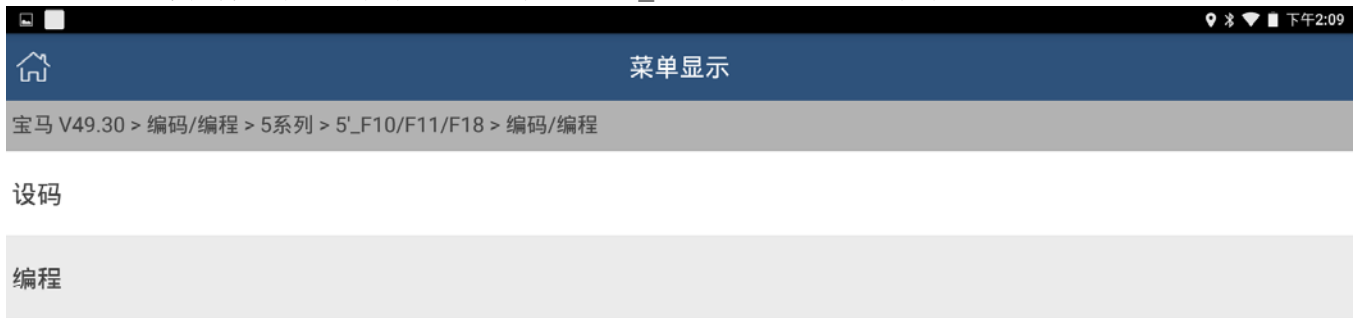 下午2:09
菜单显示
宝马 V49.30 > 编码/编程 > 5系列 > 5'_F10/F11/F18 > 编码/编程
设码
编程